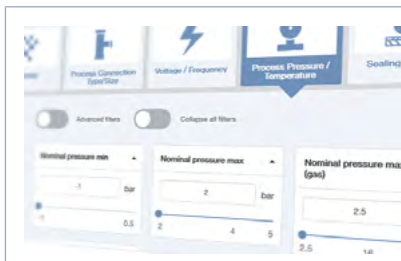 Process Connection
Type/Size
Voltage / Frequency
Process Pressure /
Temperature
Sealing
Advanced filters
Collapse all filters
Nominal pressure min
-1 bar
0.5
Nominal pressure max
2 bar
2 4 5
Nominal pressure max
(gas)
2.5
2.5 16